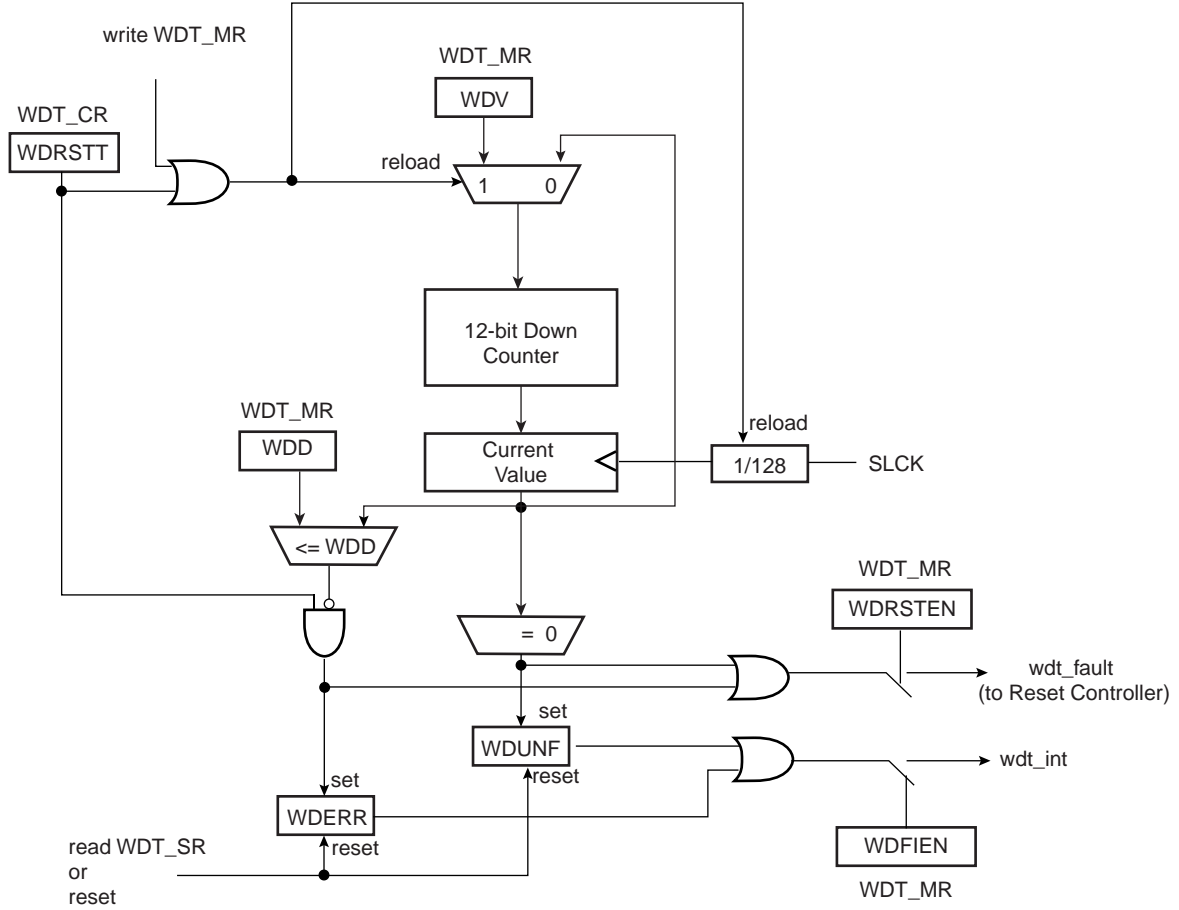 write WDT_MR
WDT_MR
WDV
WDT_CR
WDRSTT
reload
1 0
12-bit Down
Counter
WDT_MR
WDD
reload
Current
Value
1/128
SLCK
<= WDD
WDT_MR
WDRSTEN
= 0
wdt_fault
(to Reset Controller)
set
WDUNF
reset
wdt_int
set
WDERR
reset
WDFIEN
WDT_MR
read WDT_SR
or
reset